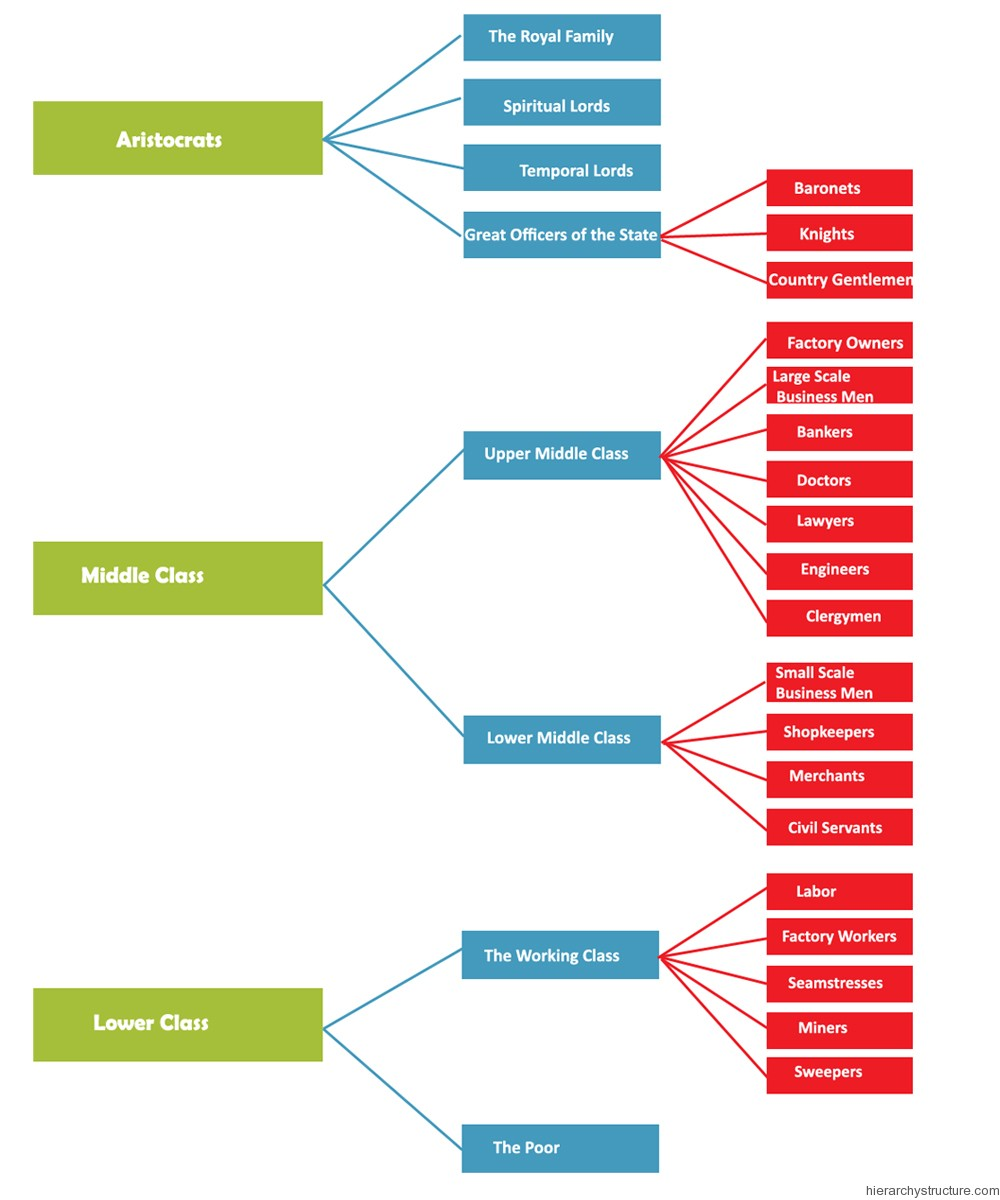 Aristocrats
The Royal Family
Spiritual Lords
Temporal Lords
Great Officers of the State
Baronets
Knights
Country Gentlemen
Middle Class
Upper Middle Class
Factory Owners
Large Scale
Business Men
Bankers
Doctors
Lawyers
Engineers
Clergymen
Lower Middle Class
Small Scale
Business Men
Shopkeepers
Merchants
Civil Servants
Lower Class
The Working Class
Labor
Factory Workers
Seamstresses
Miners
Sweepers
The Poor
hierarchystructure.com